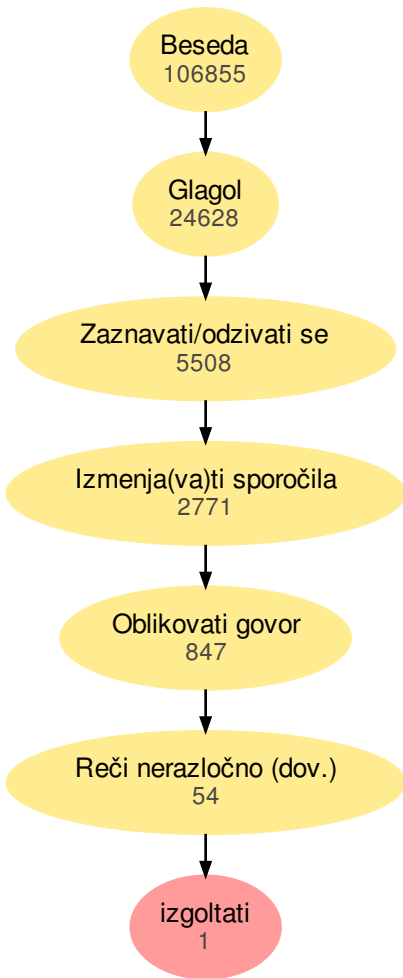 Beseda
106855
Glagol
24628
Zaznavati/odzivati se
5508
Izmenja(va)ti sporočila
2771
Oblikovati govor
847
Reči nerazločno (dov.)
54
izgoltati
1